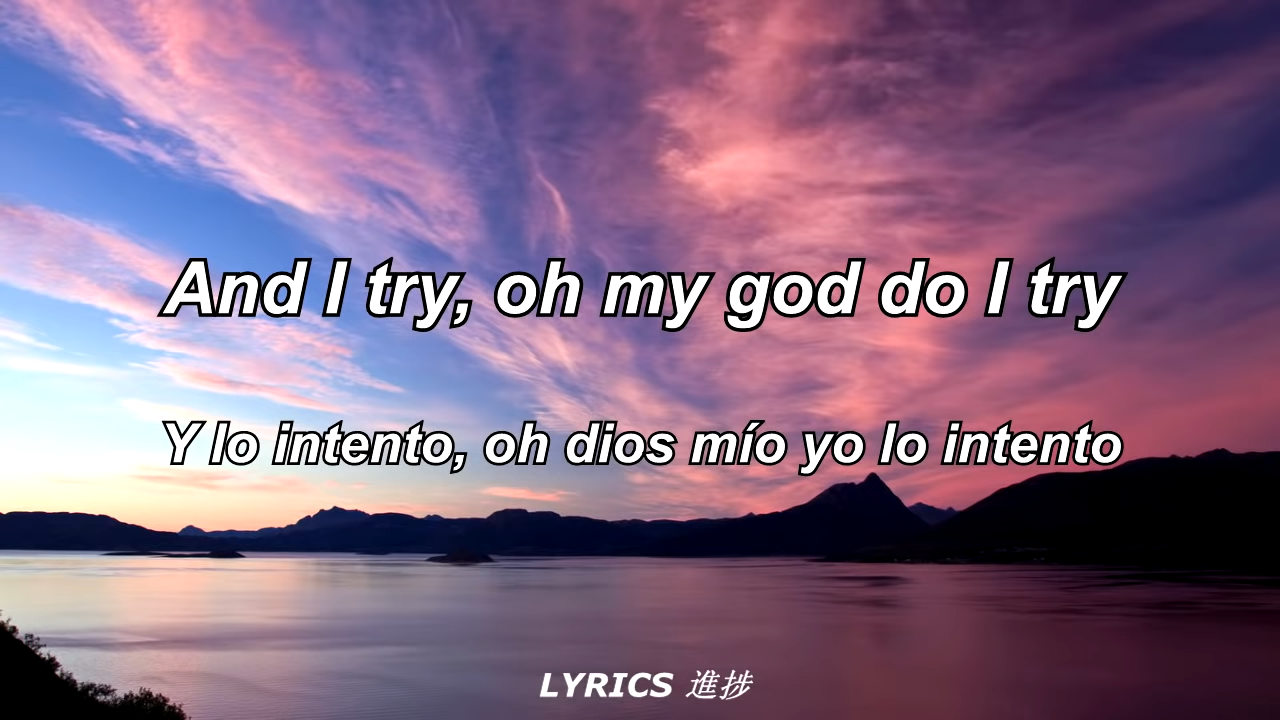 And I try, oh my god do I try
Y lo intento, oh dios mío yo lo intento
LYRICS 進捗